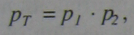 p_T = p_1 · p_2,